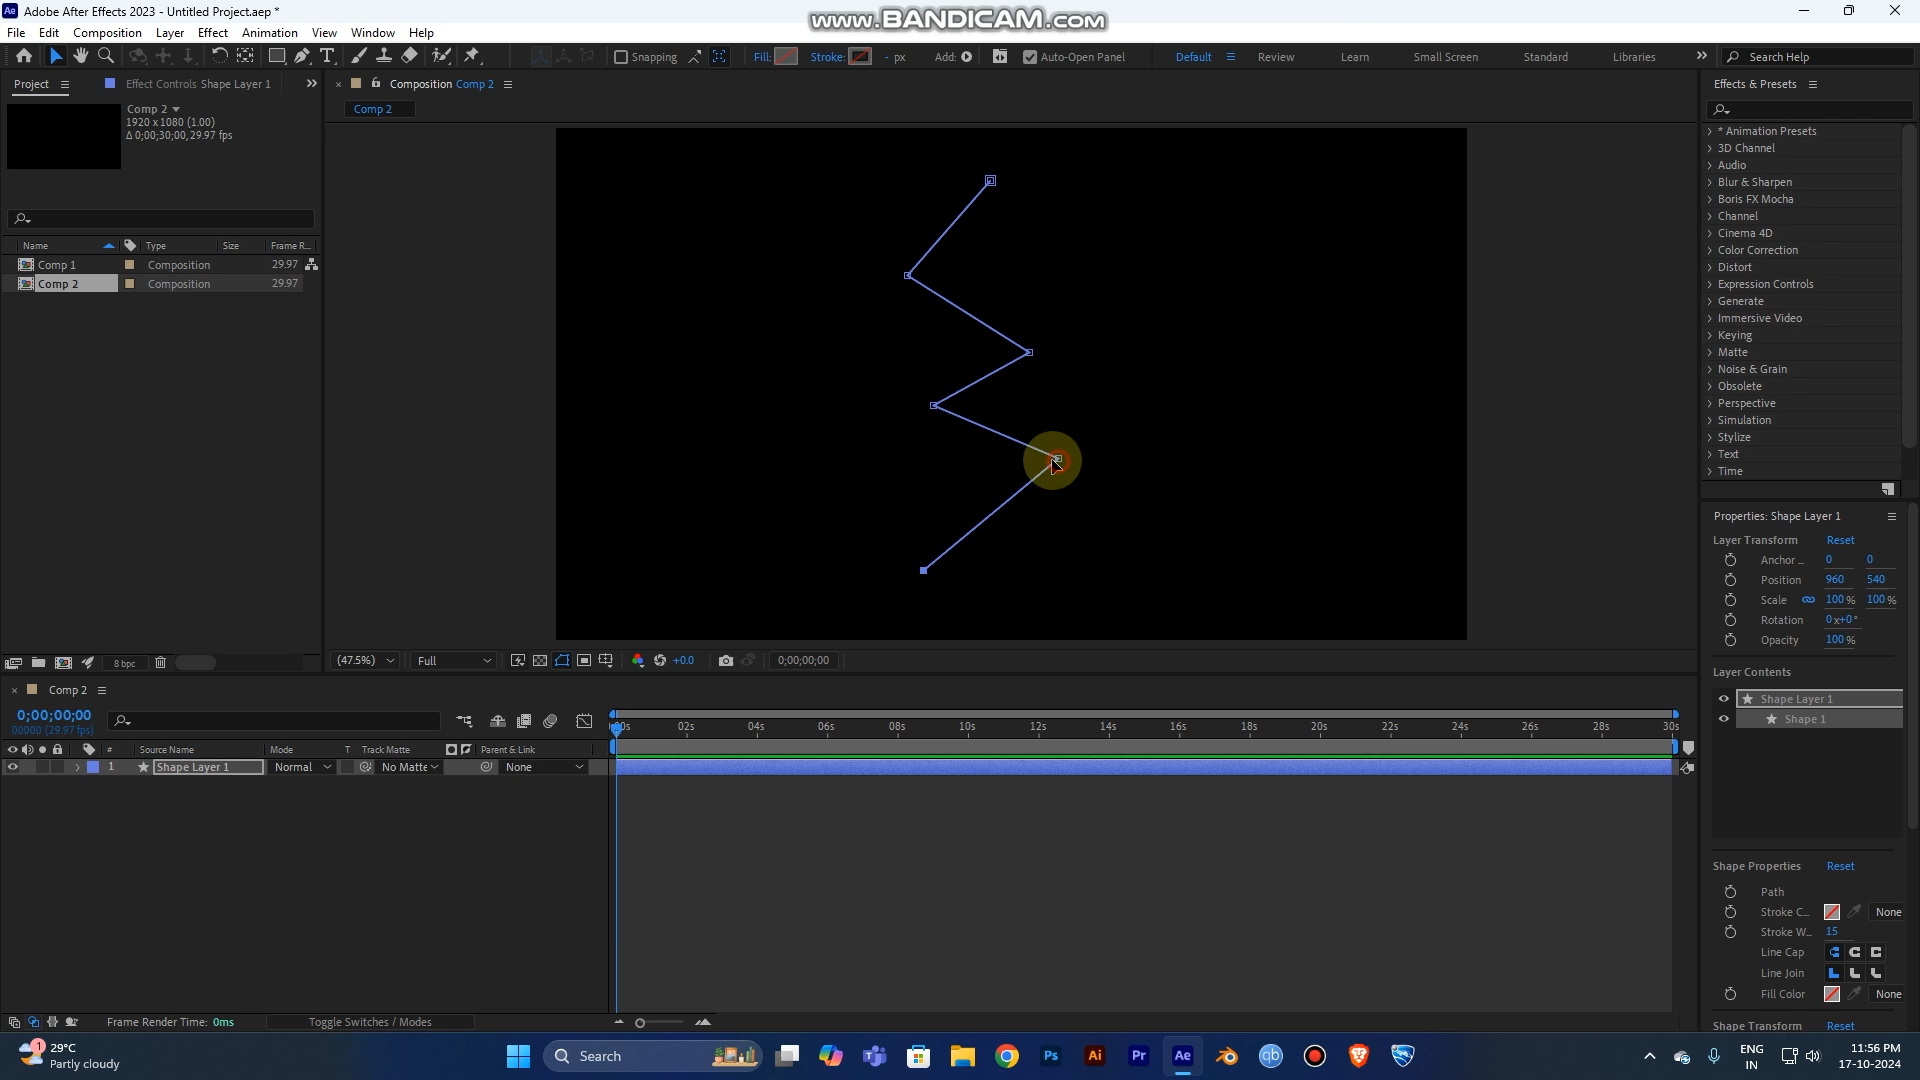 Adobe After Effects 2023 - Untitled Project.aep *
www.BANDICAM.com
File Edit Composition Layer Effect Animation View Window Help
Snapping Fill: Stroke: - px Add: Auto-Open Panel Default Review Learn Small Screen Standard Libraries Search Help
Project Effect Controls Shape Layer 1
Composition Comp 2
Effects & Presets
Comp 2
1920 x 1080 (1.00)
Δ 0;00;30;00, 29.97 fps
Comp 2
Name Type Size Frame R...
Comp 1 Composition 29.97
Comp 2 Composition 29.97
* Animation Presets
3D Channel
Audio
Blur & Sharpen
Boris FX Mocha
Channel
Cinema 4D
Color Correction
Distort
Expression Controls
Generate
Immersive Video
Keying
Matte
Noise & Grain
Obsolete
Perspective
Simulation
Stylize
Text
Time
Properties: Shape Layer 1
Layer Transform Reset
Anchor ... 0 0
Position 960 540
Scale 100 % 100 %
Rotation 0x+0°
Opacity 100 %
Layer Contents
Shape Layer 1
Shape 1
Shape Properties Reset
Path
Stroke C... None
Stroke W... 15
Line Cap
Line Join
Fill Color None
Shape Transform Reset
8 bpc
(47.5%) Full +0.0 0;00;00;00
Comp 2
0;00;00;00
00000 (29.97 fps)
00s 02s 04s 06s 08s 10s 12s 14s 16s 18s 20s 22s 24s 26s 28s 30s
# Source Name Mode T Track Matte Parent & Link
1 Shape Layer 1 Normal No Matte None
Frame Render Time: 0ms Toggle Switches / Modes
1
29°C
Partly cloudy
Search
Ps Ai Pr Ae qb
ENG
IN
11:56 PM
17-10-2024